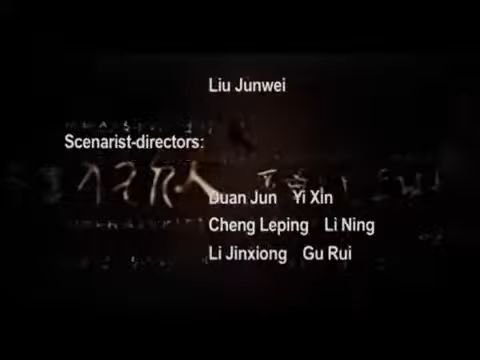 Liu Junwei
Scenarist-directors:
Duan Jun Yi Xin
Cheng Leping Li Ning
Li Jinxiong Gu Rui